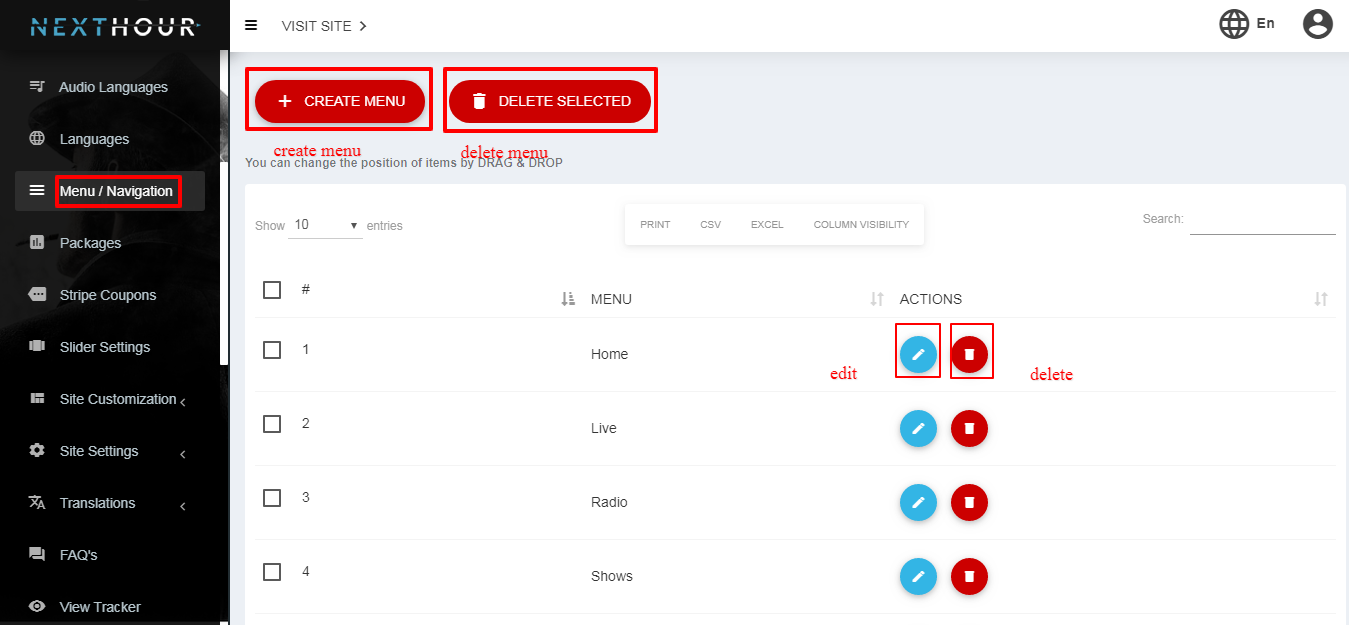 NEXTHOUR
VISIT SITE
En
Audio Languages
Languages
Menu / Navigation
Packages
Stripe Coupons
Slider Settings
Site Customization
Site Settings
Translations
FAQ's
View Tracker
CREATE MENU
DELETE SELECTED
create menu
delete menu
You can change the position of items by DRAG & DROP
Show 10 entries
PRINT CSV EXCEL COLUMN VISIBILITY
Search:
# MENU ACTIONS
1 Home
edit
delete
2 Live
3 Radio
4 Shows